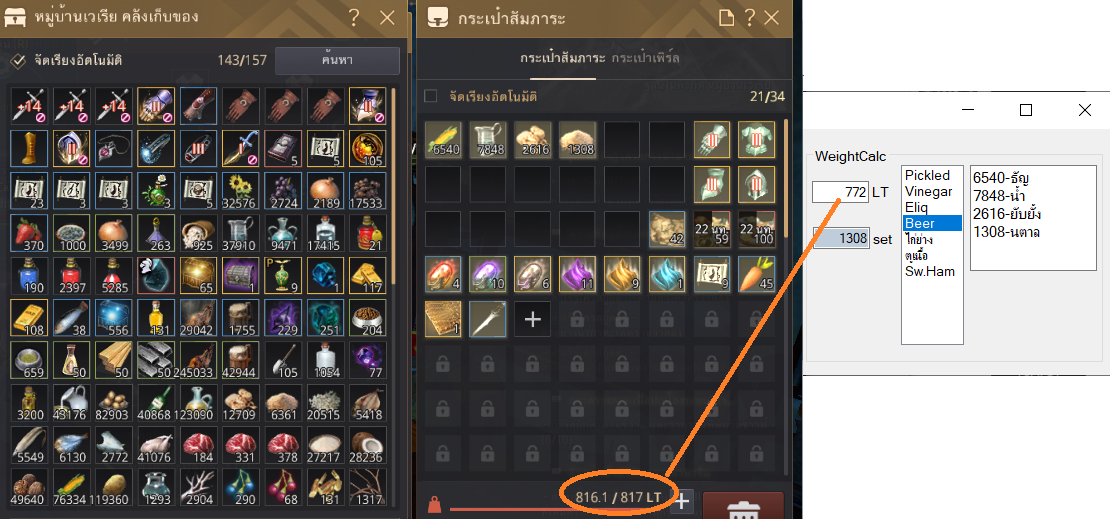 หมู่บ้านเวเรีย คลังเก็บของ
จัดเรียงอัตโนมัติ 143/157 ค้นหา
+14 +14 +14
5 5 105
23 3 3 3 5 32576 2724 2189 17533
370 1000 3499 263 925 37910 9471 17415 21
190 2397 5285 6 65 1 9 1 117
108 38 556 131 29042 1755 229 251 204
659 50 50 50 245033 42944 105 1054 77
3200 43176 82903 40868 123090 12709 6361 20515 5418
5549 6130 2772 41076 184 331 378 27217 28236
49640 76334 119360 1293 2904 290 68 131 1317
กระเป๋าสัมภาระ
กระเป๋าสัมภาระ กระเป๋าเพิร์ล
จัดเรียงอัตโนมัติ 21/34
6540 7848 2616 1308
42 22 นท. 59 22 นท. 100
4 10 6 11 9 1 9 45
1
816.1 / 817 LT
WeightCalc
772 LT
1308 set
Pickled
Vinegar
Eliq
Beer
ไก่ย่าง
ตุ๋นเนื้อ
Sw.Ham
6540-ธัญ
7848-น้ำ
2616-ยับยั้ง
1308-นตาล